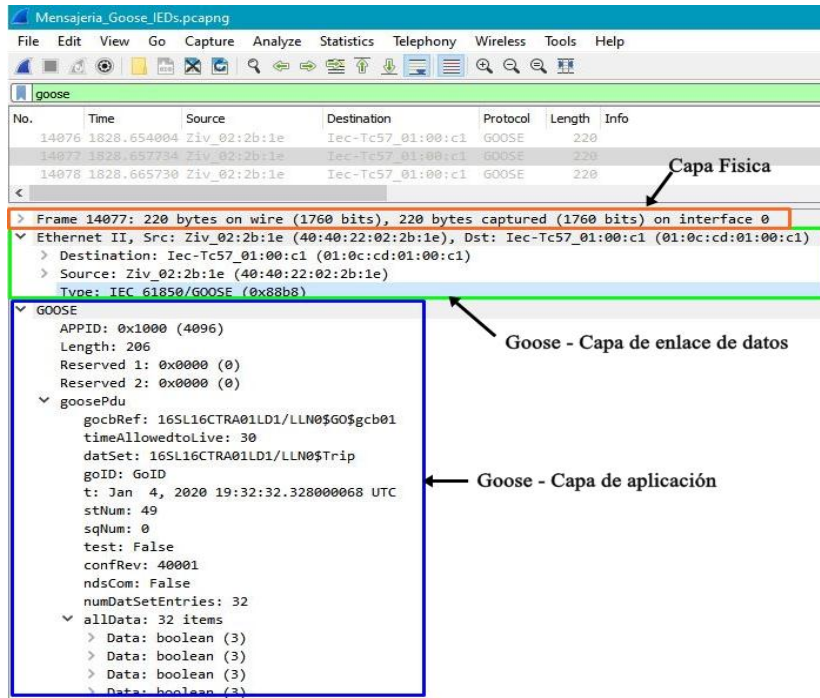 Mensajeria_Goose_IEDs.pcapng
File Edit View Go Capture Analyze Statistics Telephony Wireless Tools Help
goose
No. Time Source Destination Protocol Length Info
14076 1828.654004 Ziv_02:2b:1e Iec-Tc57_01:00:c1 GOOSE 220
14077 1828.657734 Ziv_02:2b:1e Iec-Tc57_01:00:c1 GOOSE 220
14078 1828.665730 Ziv_02:2b:1e Iec-Tc57_01:00:c1 GOOSE 220
Capa Fisica
Frame 14077: 220 bytes on wire (1760 bits), 220 bytes captured (1760 bits) on interface 0
Ethernet II, Src: Ziv_02:2b:1e (40:40:22:02:2b:1e), Dst: Iec-Tc57_01:00:c1 (01:0c:cd:01:00:c1)
Destination: Iec-Tc57_01:00:c1 (01:0c:cd:01:00:c1)
Source: Ziv_02:2b:1e (40:40:22:02:2b:1e)
Type: IEC 61850/GOOSE (0x88b8)
Goose - Capa de enlace de datos
GOOSE
APPID: 0x1000 (4096)
Length: 206
Reserved 1: 0x0000 (0)
Reserved 2: 0x0000 (0)
goosePdu
gocbRef: 16SL16CTRA01LD1/LLN0$GO$gcb01
timeAllowedtoLive: 30
datSet: 16SL16CTRA01LD1/LLN0$Trip
goID: GoID
t: Jan 4, 2020 19:32:32.328000068 UTC
Goose - Capa de aplicación
stNum: 49
sqNum: 0
test: False
confRev: 40001
ndsCom: False
numDatSetEntries: 32
allData: 32 items
Data: boolean (3)
Data: boolean (3)
Data: boolean (3)
Data: boolean (3)